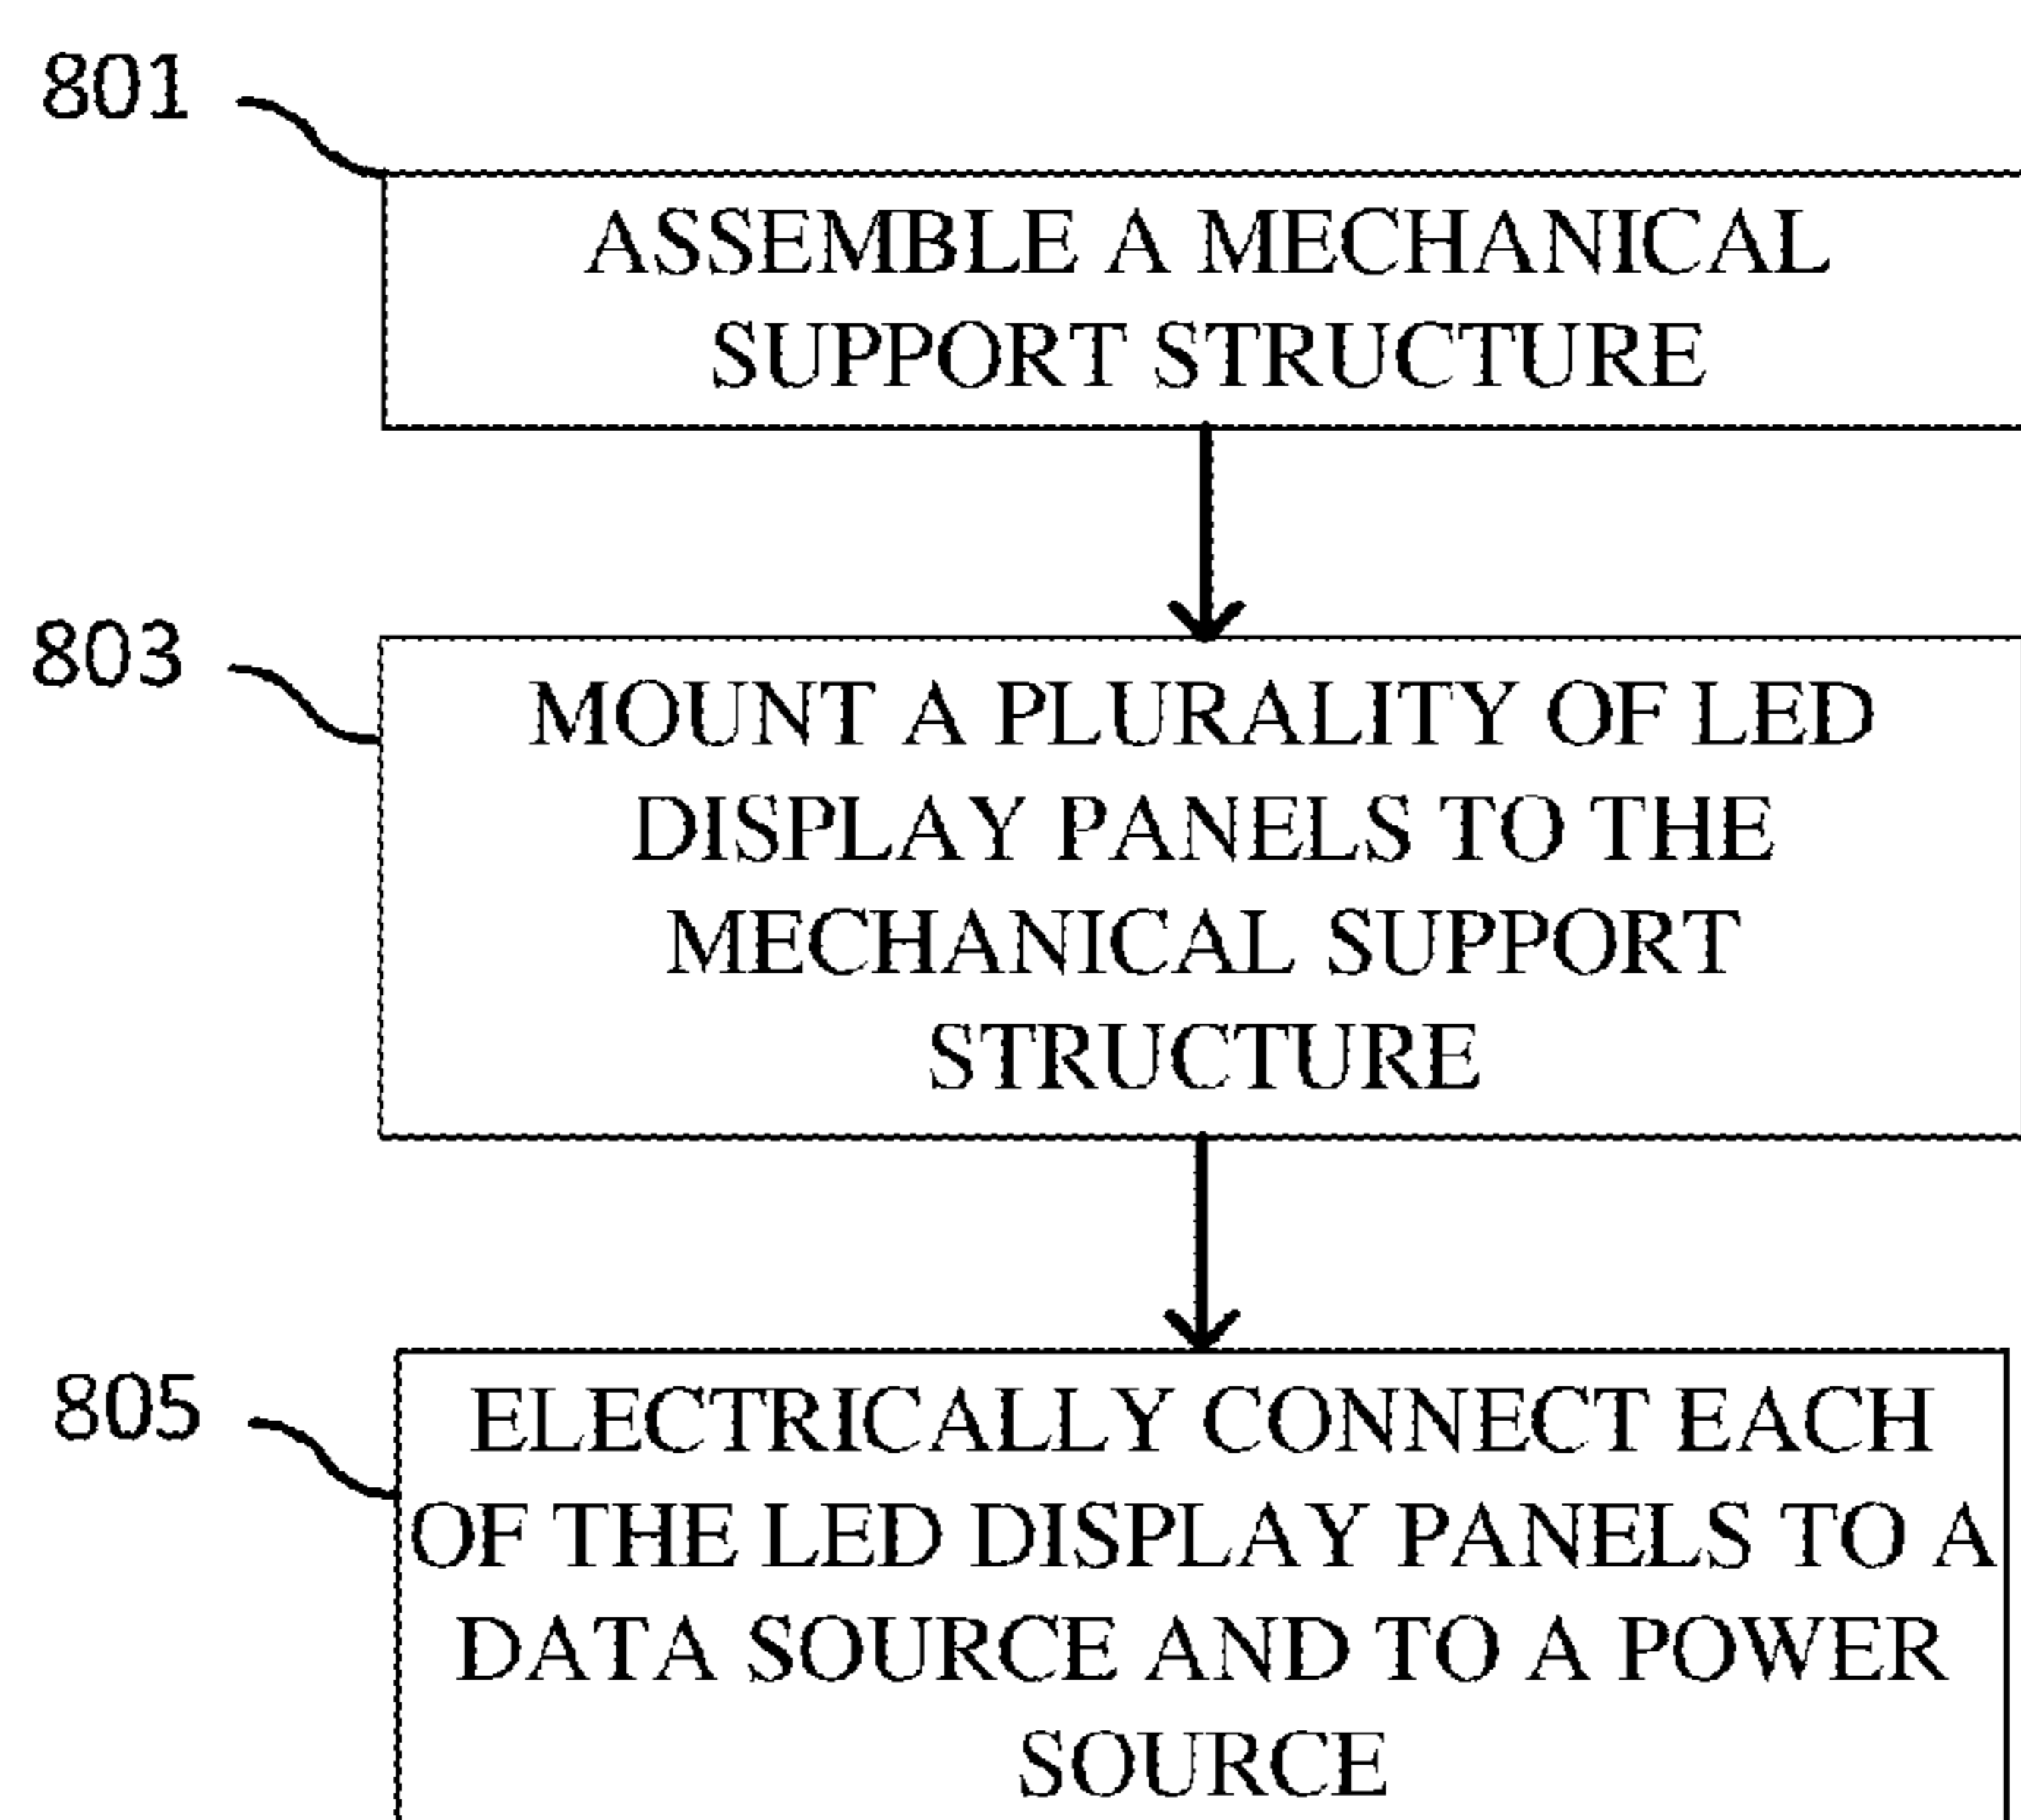 801
ASSEMBLE A MECHANICAL
SUPPORT STRUCTURE
803
MOUNT A PLURALITY OF LED
DISPLAY PANELS TO THE
MECHANICAL SUPPORT
STRUCTURE
805
ELECTRICALLY CONNECT EACH
OF THE LED DISPLAY PANELS TO A
DATA SOURCE AND TO A POWER
SOURCE